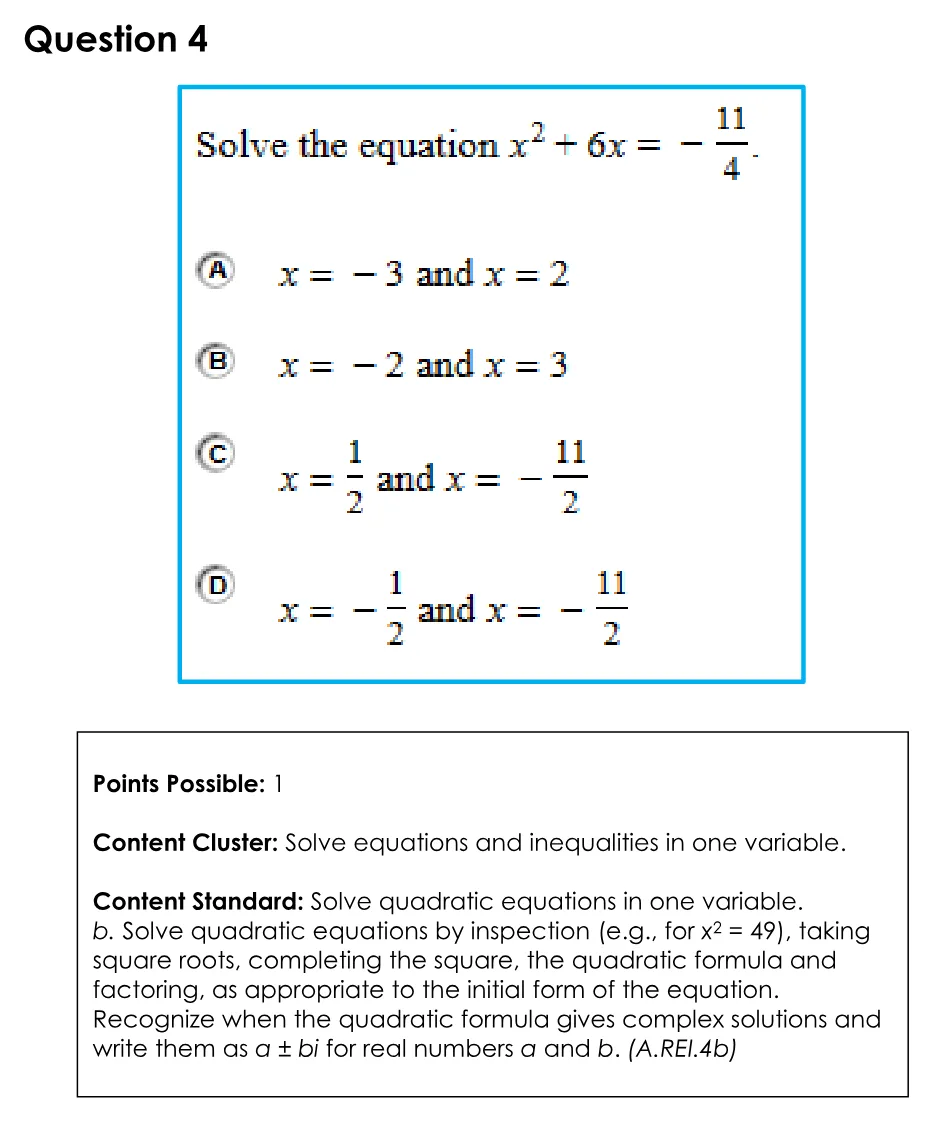 Question 4
Solve the equation x² + 6x = − 11/4.
A x = − 3 and x = 2
B x = − 2 and x = 3
C x = 1/2 and x = − 11/2
D x = − 1/2 and x = − 11/2
Points Possible: 1
Content Cluster: Solve equations and inequalities in one variable.
Content Standard: Solve quadratic equations in one variable.
b. Solve quadratic equations by inspection (e.g., for x² = 49), taking
square roots, completing the square, the quadratic formula and
factoring, as appropriate to the initial form of the equation.
Recognize when the quadratic formula gives complex solutions and
write them as a ± bi for real numbers a and b. (A.REI.4b)